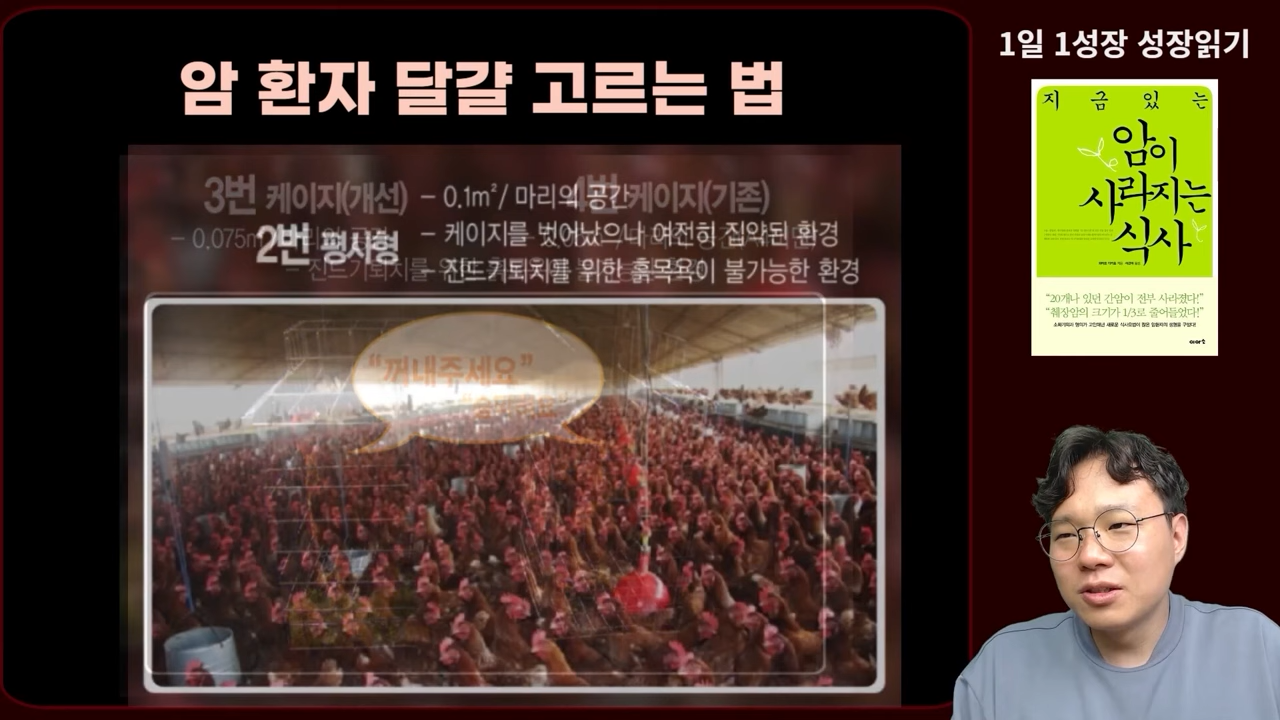 암 환자 달걀 고르는 법
3번 케이지(개선)
케이지(기존)
2번 평사형
– 0.1㎡/ 마리의 공간
– 케이지를 벗어났으나 여전히 집약된 환경
– 진드기퇴치를 위한 흙목욕이 불가능한 환경
– 0.075m
"꺼내주세요"
1일 1성장 성장읽기
지금 있는
암이
사라지는
식사
"20개나 있던 간암이 전부 사라졌다!"
"췌장암의 크기가 1/3로 줄어들었다!"